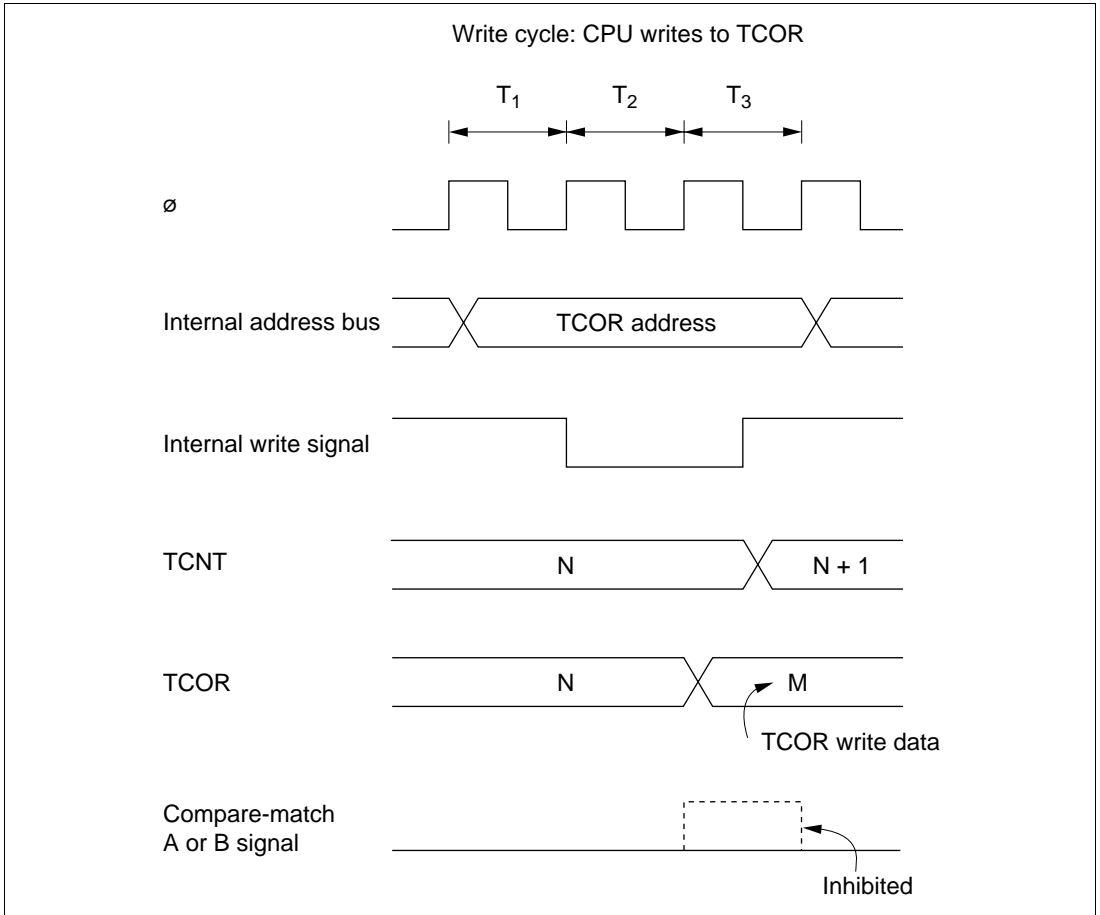 Write cycle: CPU writes to TCOR
T1 T2 T3
ø
Internal address bus
TCOR address
Internal write signal
TCNT
N
N + 1
TCOR
N
M
TCOR write data
Compare-match
A or B signal
Inhibited